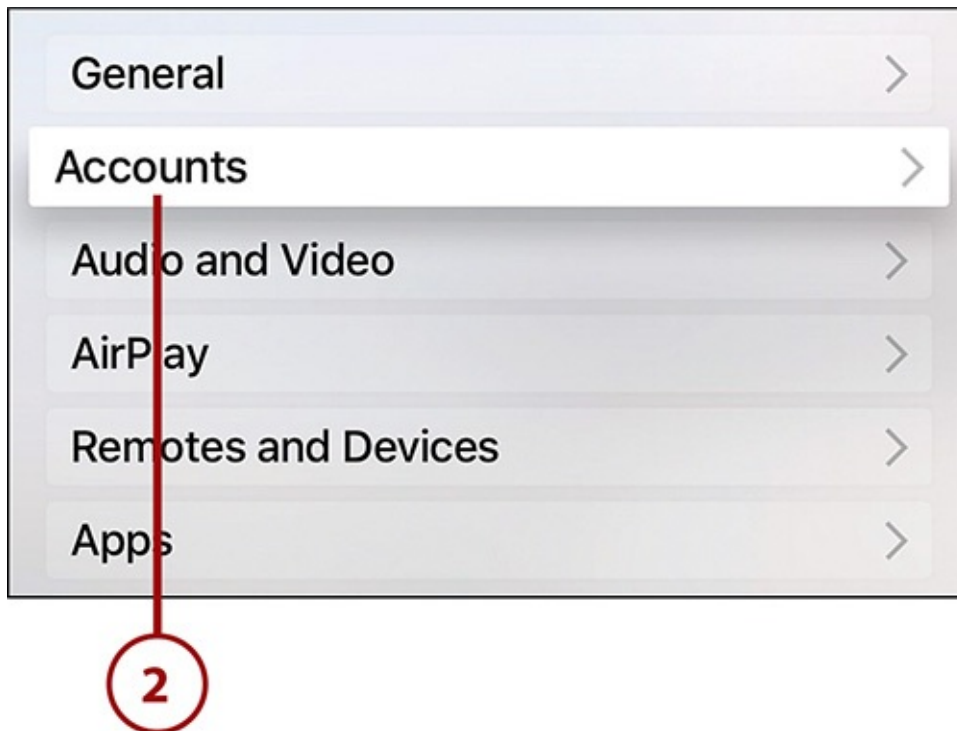 General
Accounts
Audio and Video
AirPlay
Remotes and Devices
Apps
2